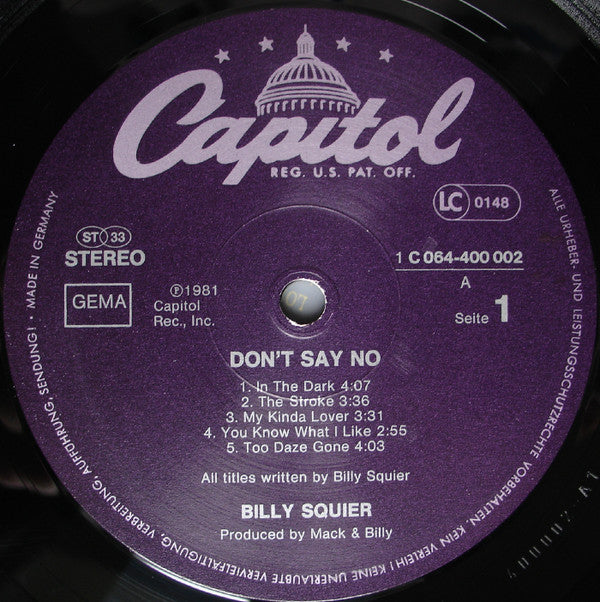 Capitol
REG. U.S. PAT. OFF.
LC 0148
ST 33
STEREO
1 C 064-400 002
A
Seite 1
GEMA
℗ 1981
Capitol
Rec., Inc.
DON'T SAY NO
1. In The Dark 4:07
2. The Stroke 3:36
3. My Kinda Lover 3:31
4. You Know What I Like 2:55
5. Too Daze Gone 4:03
All titles written by Billy Squier
BILLY SQUIER
Produced by Mack & Billy
ALLE URHEBER- UND LEISTUNGSSCHUTZRECHTE VORBEHALTEN. KEIN VERLEIH! KEINE UNERLAUBTE VERVIELFÄLTIGUNG, VERBREITUNG, AUFFÜHRUNG, SENDUNG! · MADE IN GERMANY